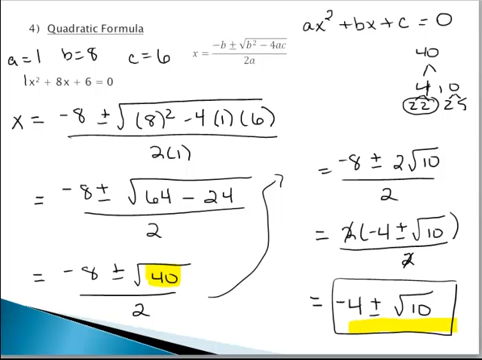 4) Quadratic Formula
a=1 b=8 c=6
x = (-b ± √(b² − 4ac)) / 2a
1x² + 8x + 6 = 0
x = (-8 ± √((8)² - 4(1)(6))) / 2(1)
= (-8 ± √(64 - 24)) / 2
= (-8 ± √40) / 2
ax² + bx + c = 0
40
4 10
2 2 2 5
= (-8 ± 2√10) / 2
= 2(-4 ± √10) / 2
= -4 ± √10